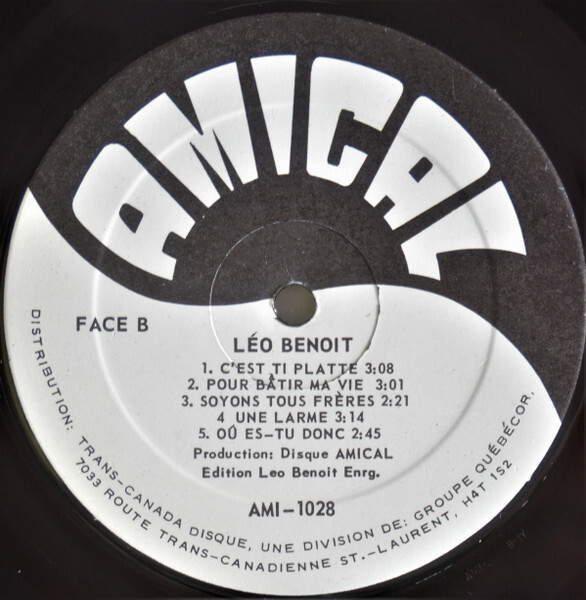 AMICAL
FACE B
LÉO BENOIT
1. C'EST TI PLATTE 3:08
2. POUR BÂTIR MA VIE 3:01
3. SOYONS TOUS FRÈRES 2:21
4 UNE LARME 3:14
5. OÙ ES-TU DONC 2:45
Production: Disque AMICAL
Edition Leo Benoit Enrg.
AMI-1028
DISTRIBUTION: TRANS-CANADA DISQUE, UNE DIVISION DE: GROUPE QUÉBÉCOR.
7033 ROUTE TRANS-CANADIENNE ST.-LAURENT, H4T 1S2